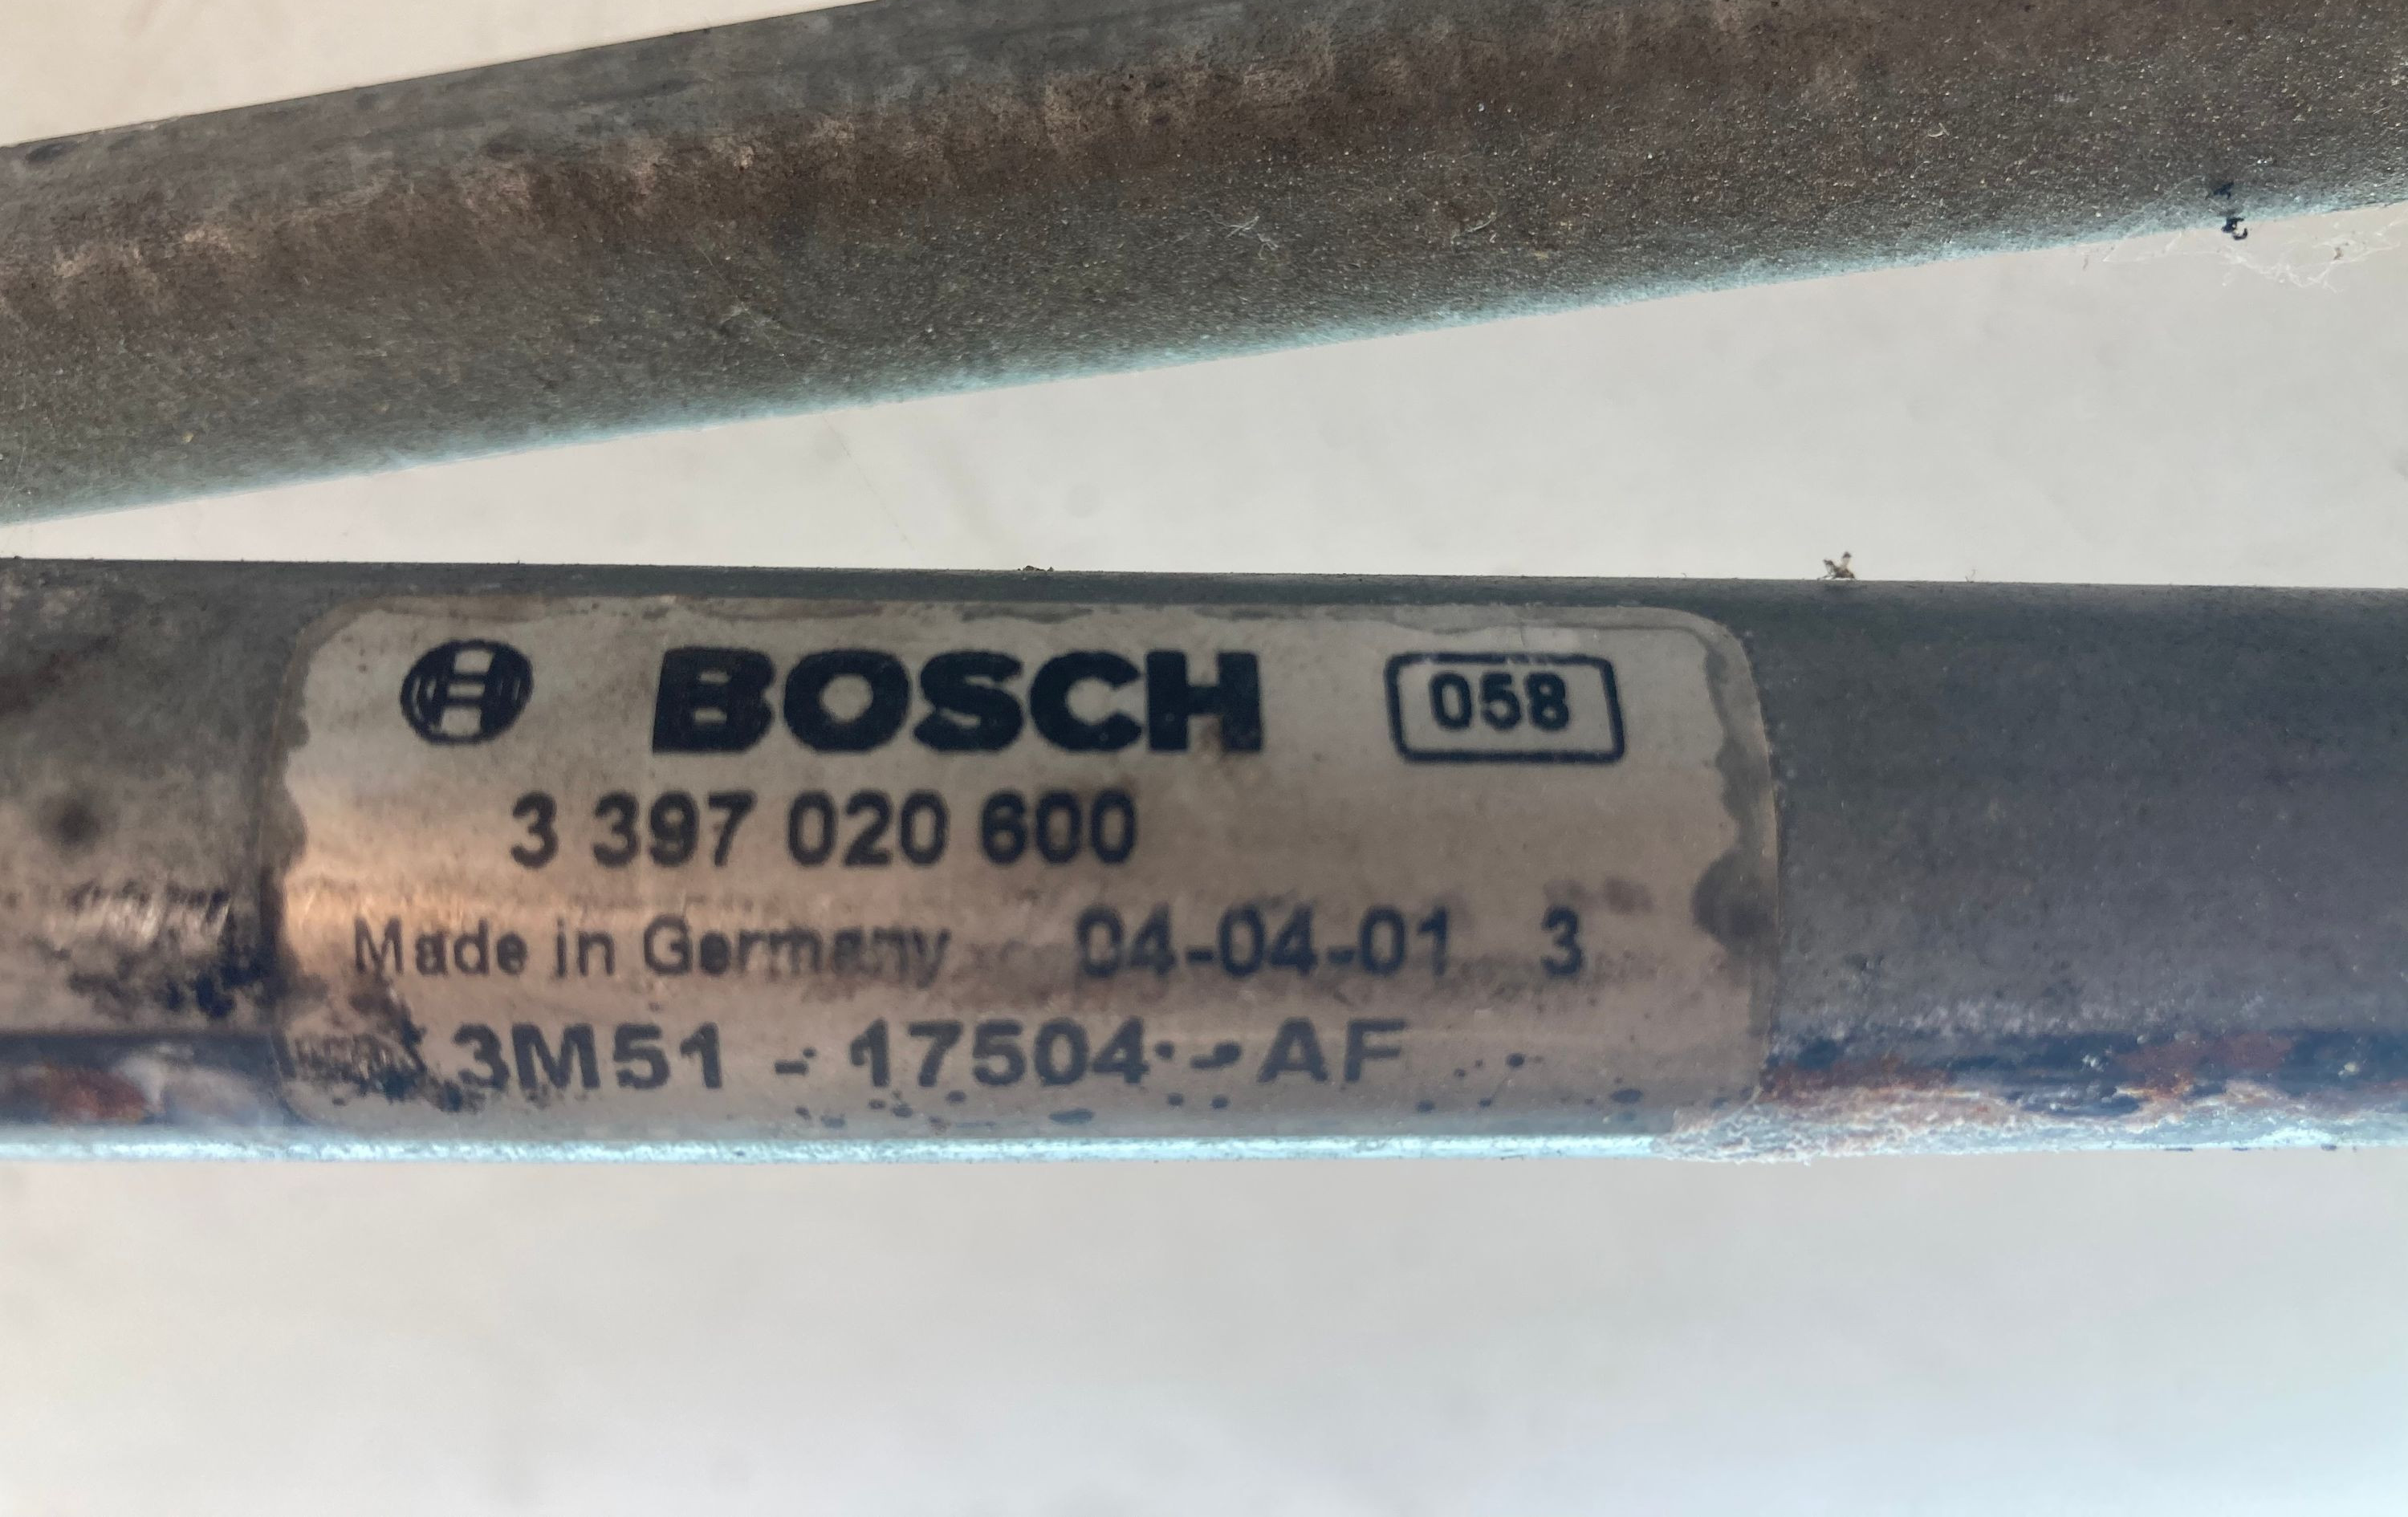 BOSCH 058
3 397 020 600
Made in Germany 04-04-01 3
3M51 - 17504 - AF